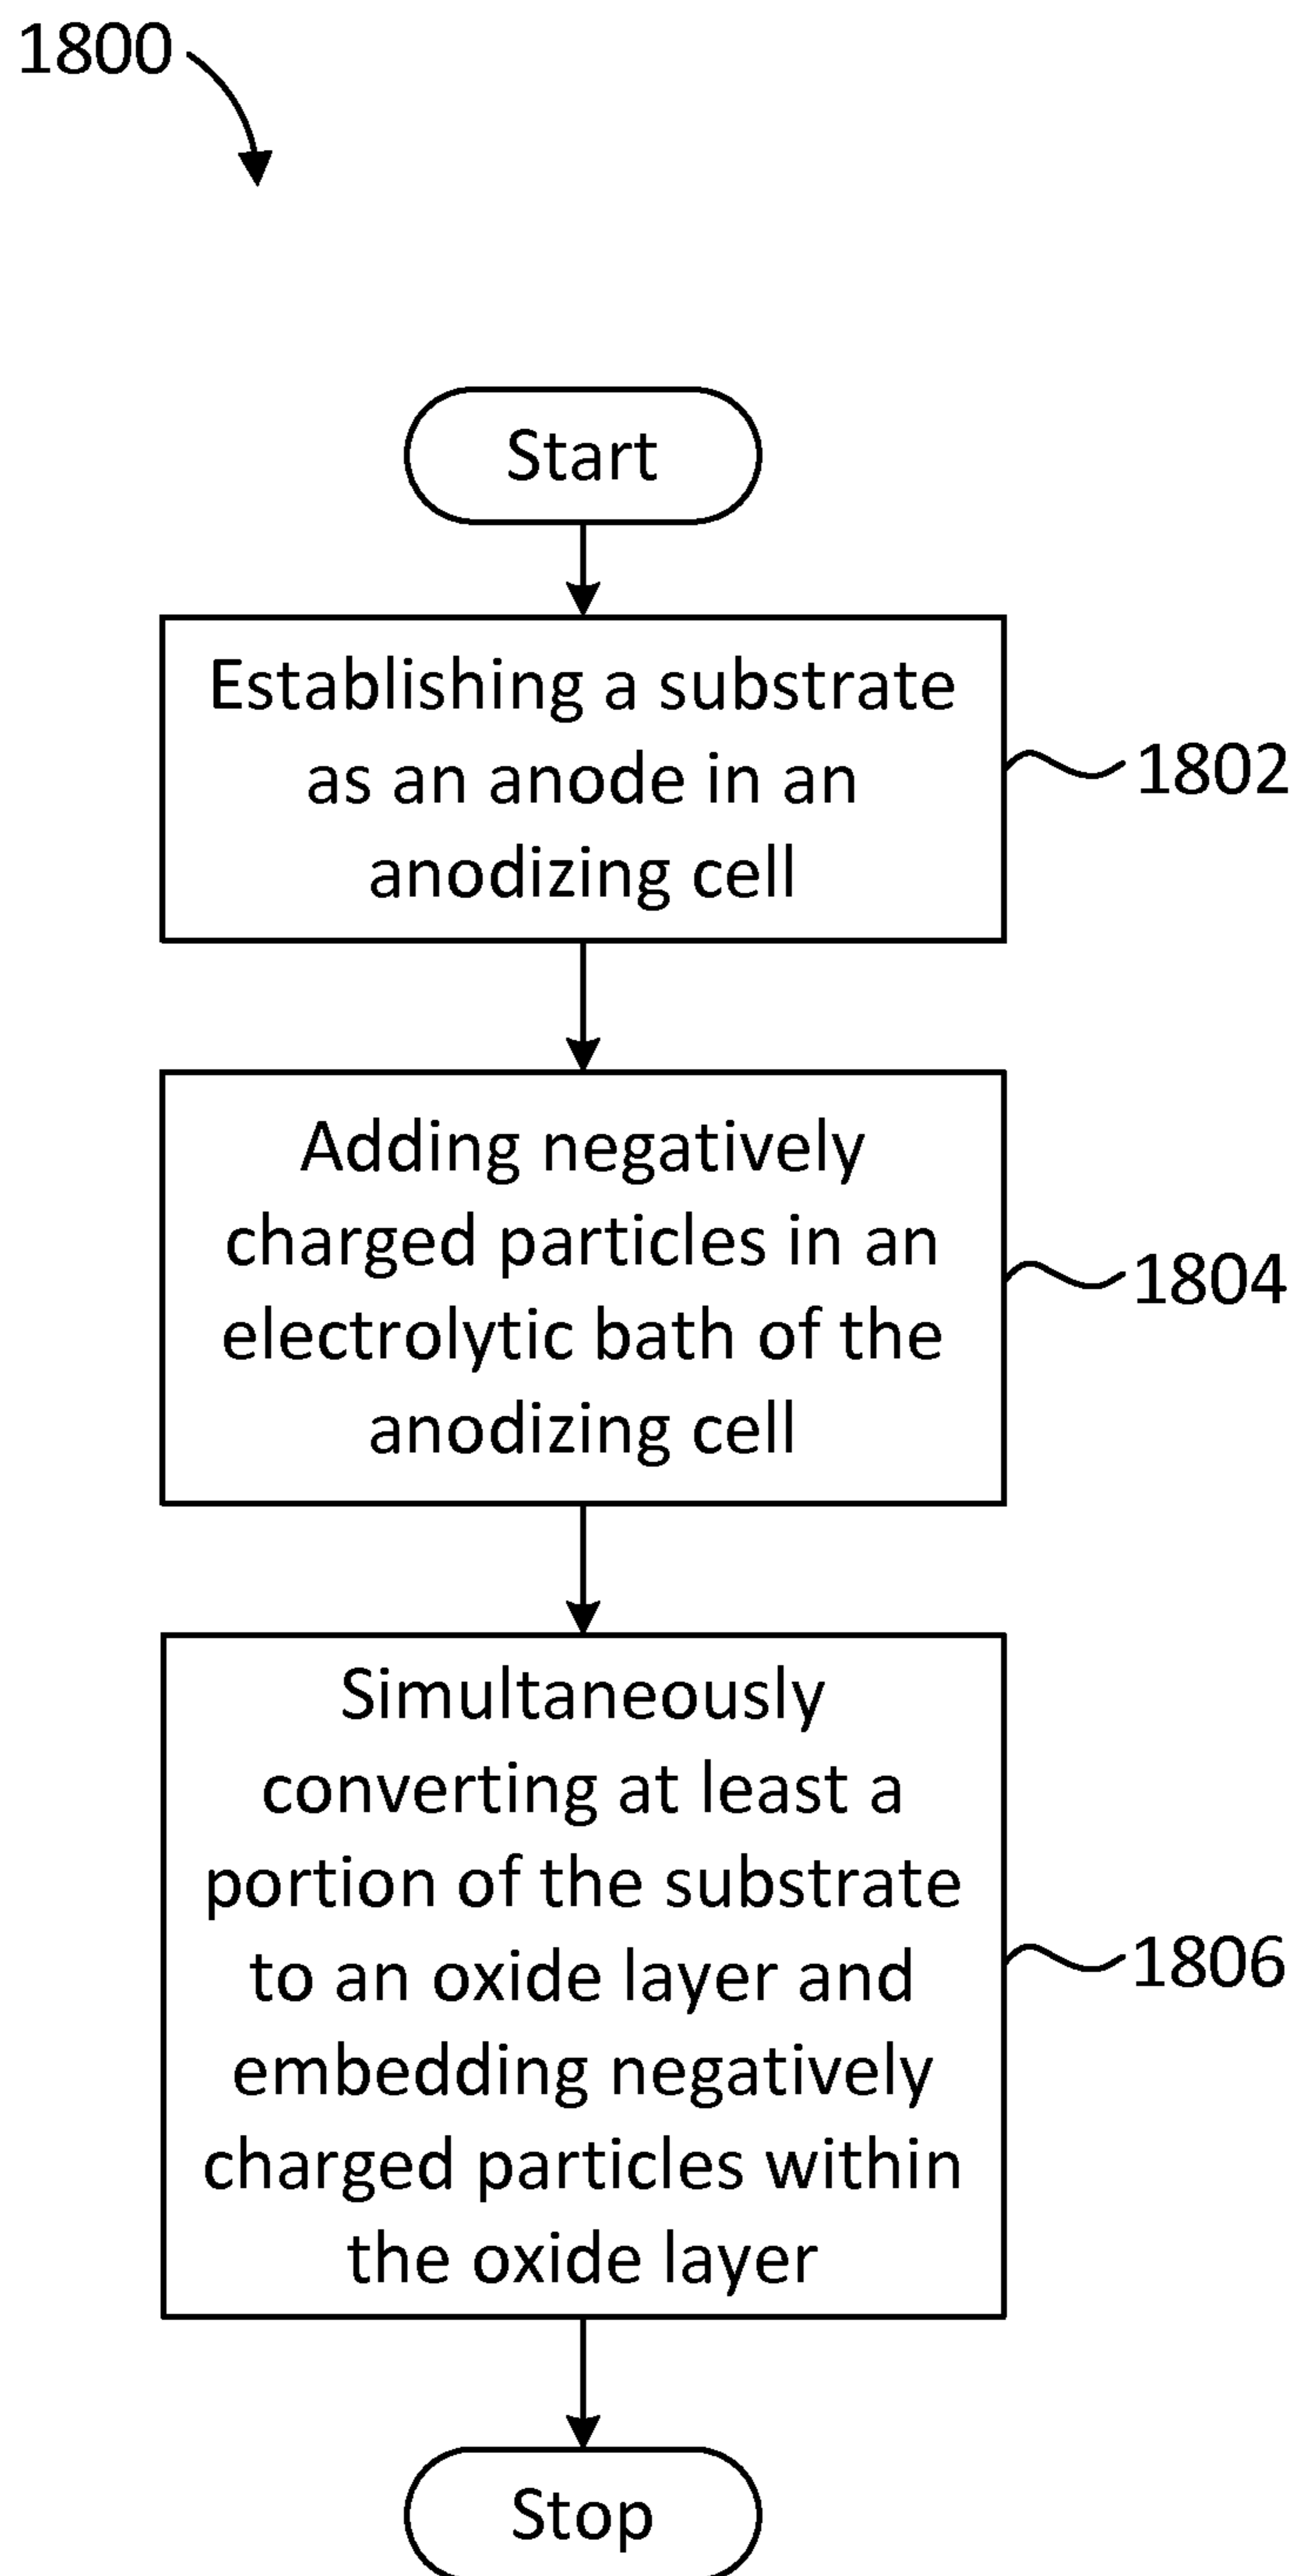 1800
Start
Establishing a substrate
as an anode in an
anodizing cell
1802
Adding negatively
charged particles in an
electrolytic bath of the
anodizing cell
1804
Simultaneously
converting at least a
portion of the substrate
to an oxide layer and
embedding negatively
charged particles within
the oxide layer
1806
Stop